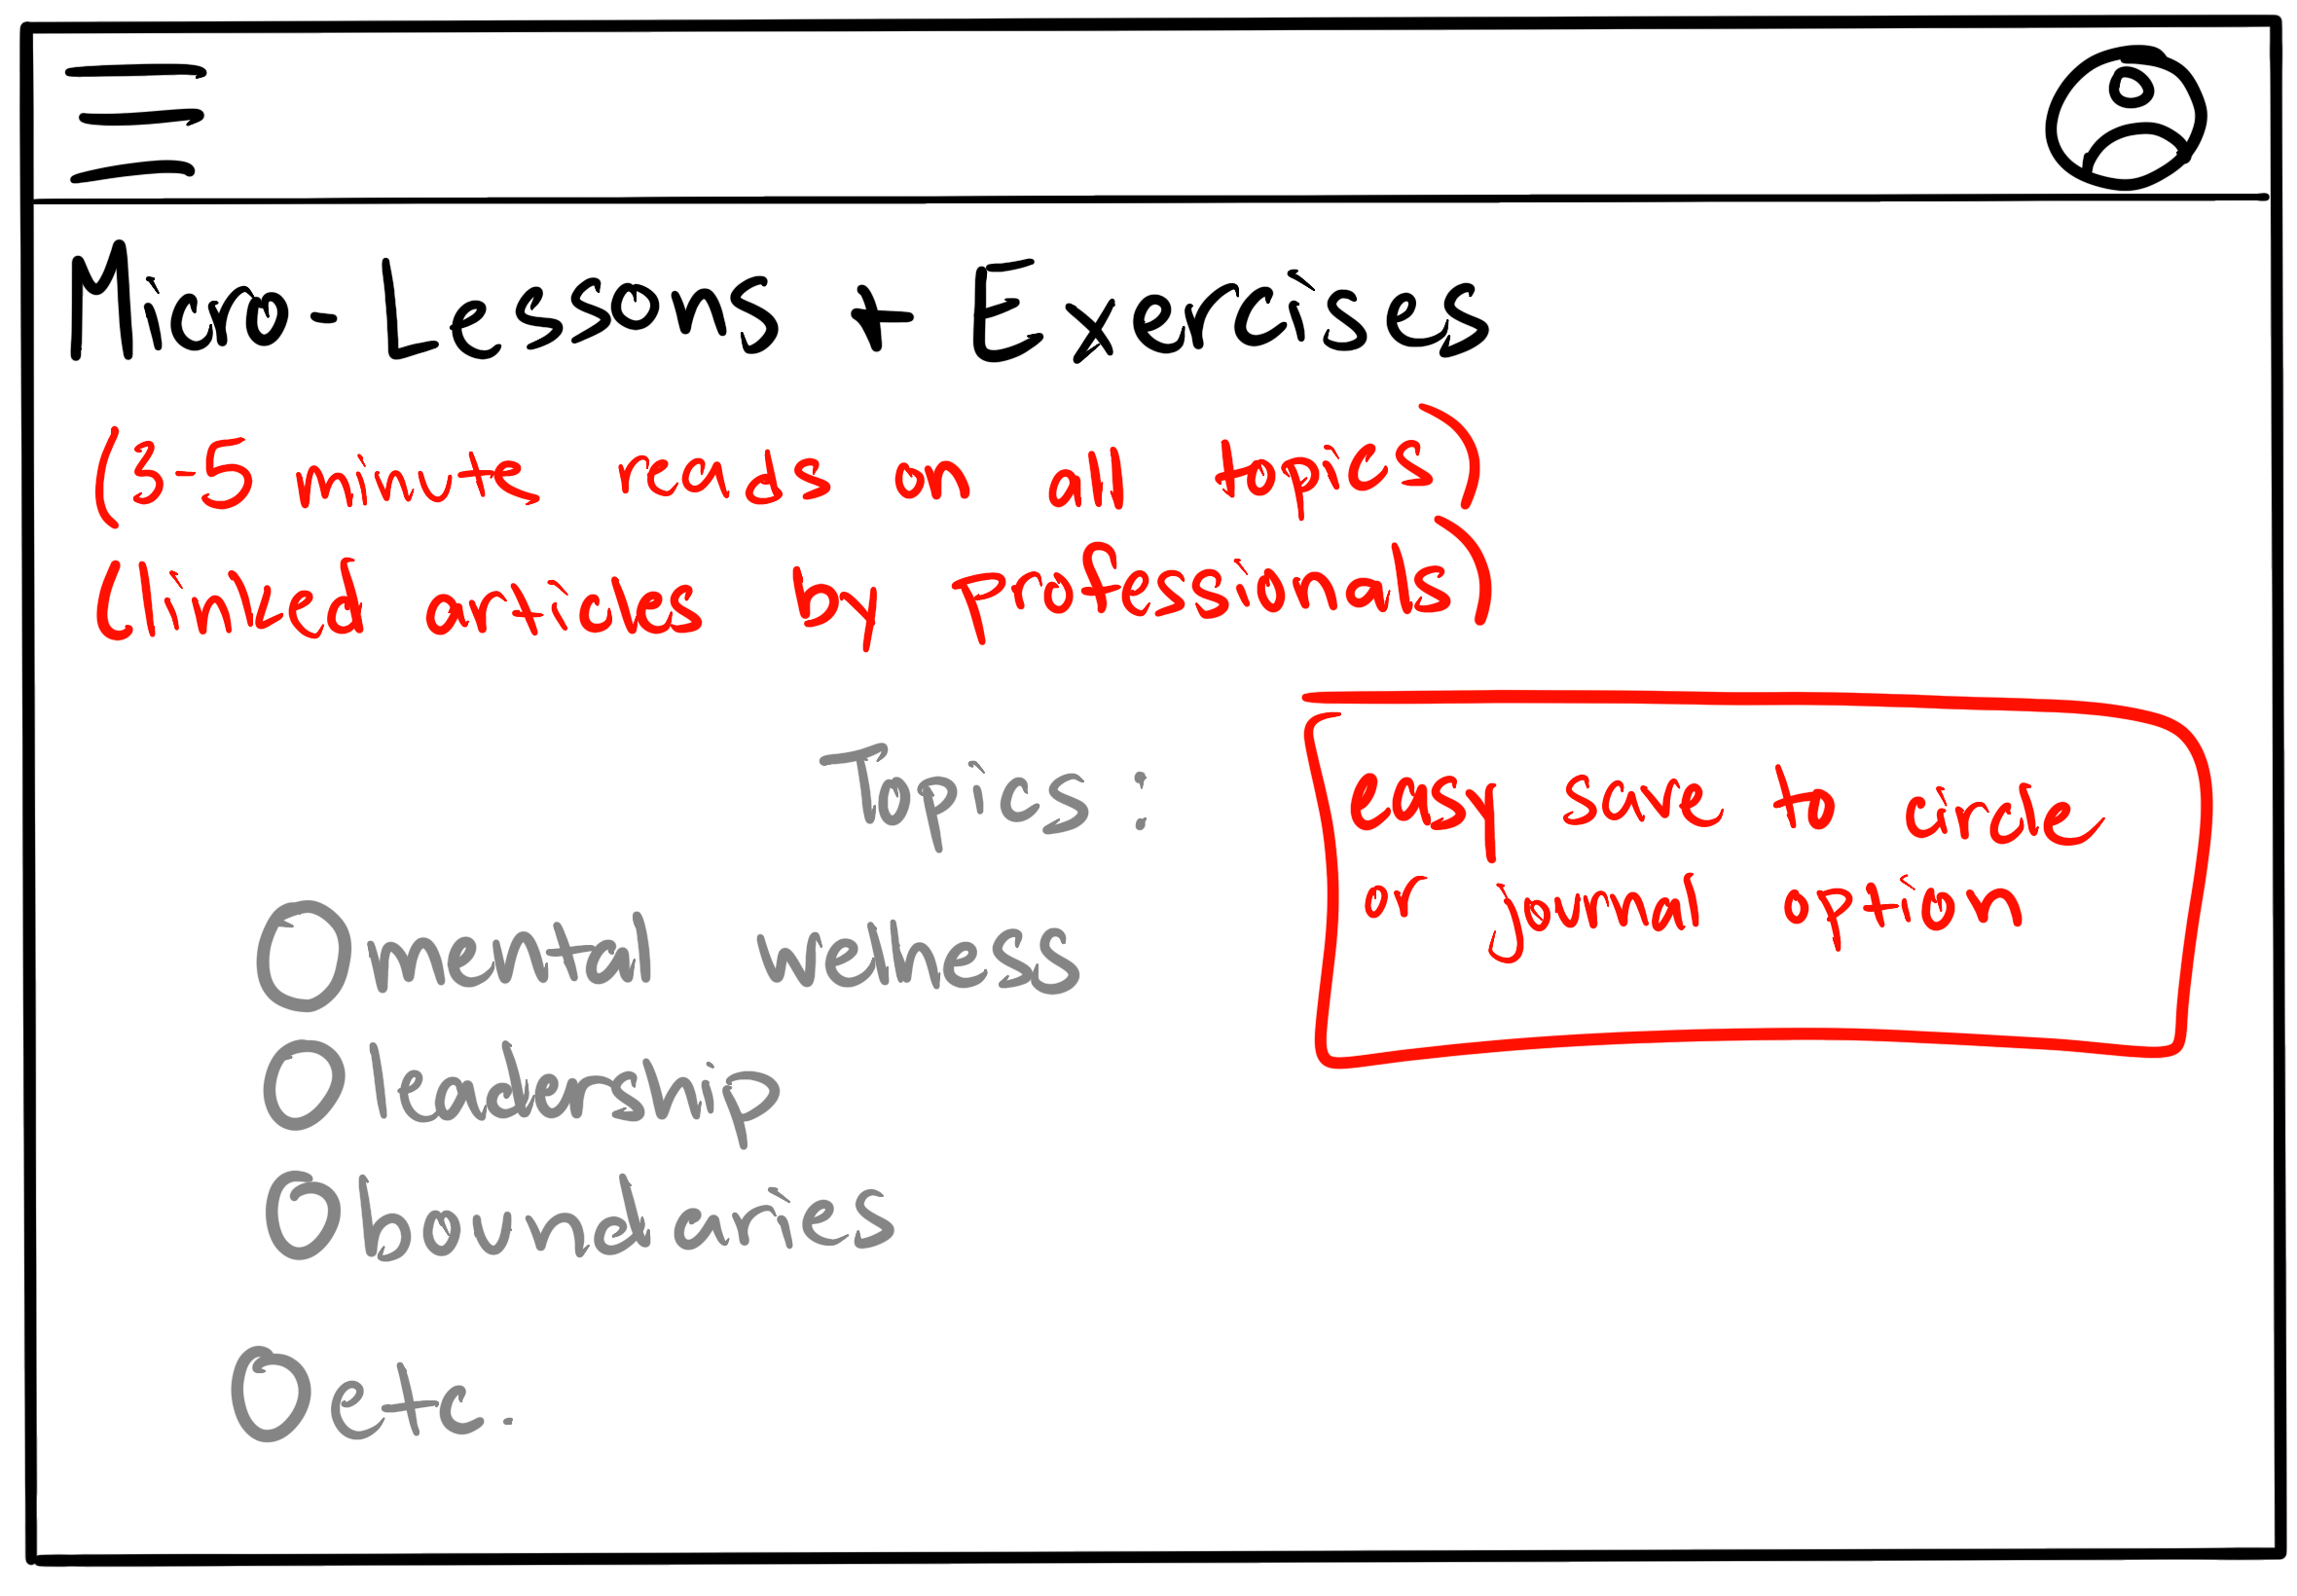 Micro-Lessons + Exercises
(3-5 minute reads on all topics)
(linked articles by professionals)
Topics:
easy save to circle
or journal option
O mental wellness
O leadership
O boundaries
O etc.